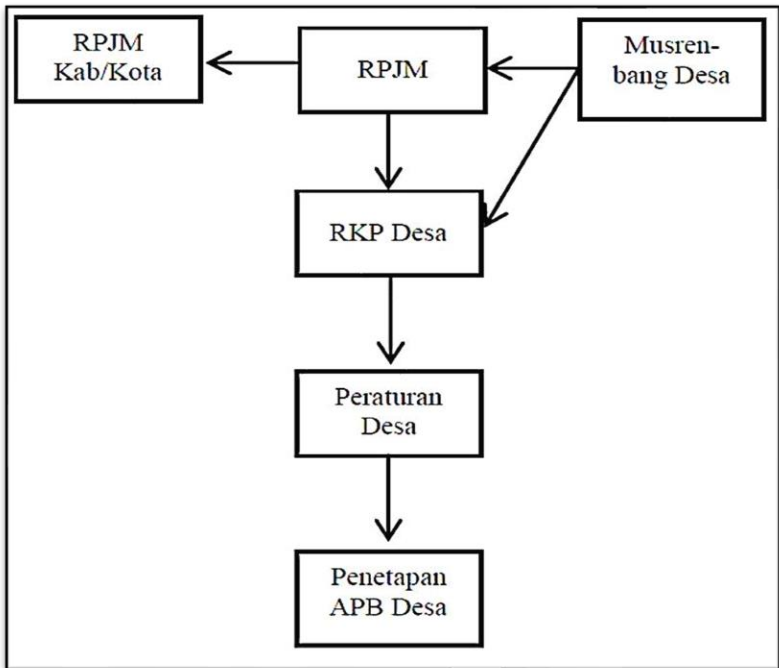 RPJM
Kab/Kota
RPJM
Musren-
bang Desa
RKP Desa
Peraturan
Desa
Penetapan
APB Desa